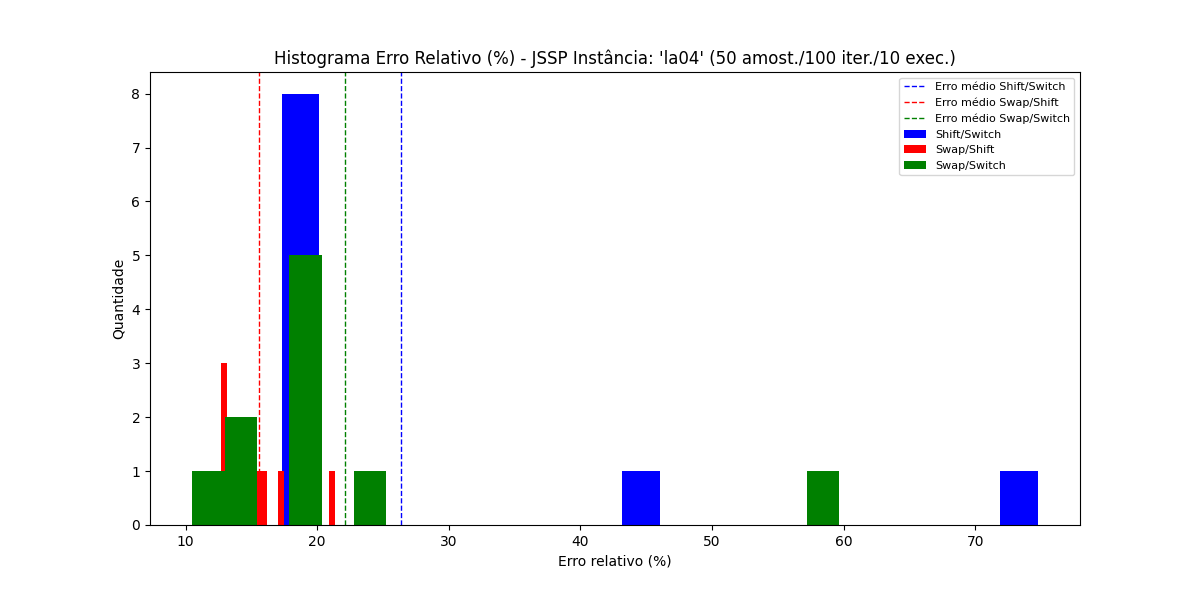 Histograma Erro Relativo (%) - JSSP Instância: 'la04' (50 amost./100 iter./10 exec.)
Erro médio Shift/Switch
Erro médio Swap/Shift
Erro médio Swap/Switch
Shift/Switch
Swap/Shift
Swap/Switch
Quantidade
8
7
6
5
4
3
2
1
0
10 20 30 40 50 60 70
Erro relativo (%)